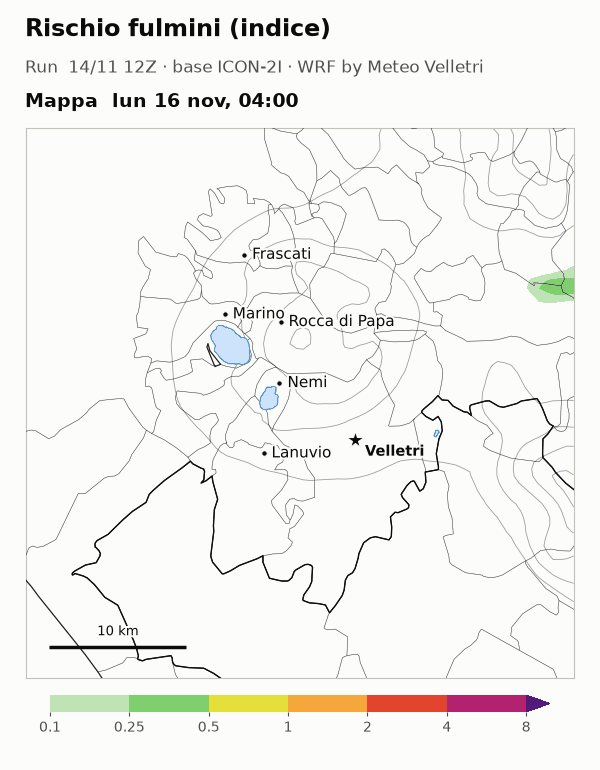 Rischio fulmini (indice)
Run  14/11 12Z · base ICON-2I · WRF by Meteo Velletri
Mappa  lun 16 nov, 04:00
Frascati
Marino
Rocca di Papa
Nemi
Velletri
Lanuvio
10 km
0.1 0.25 0.5 1 2 4 8